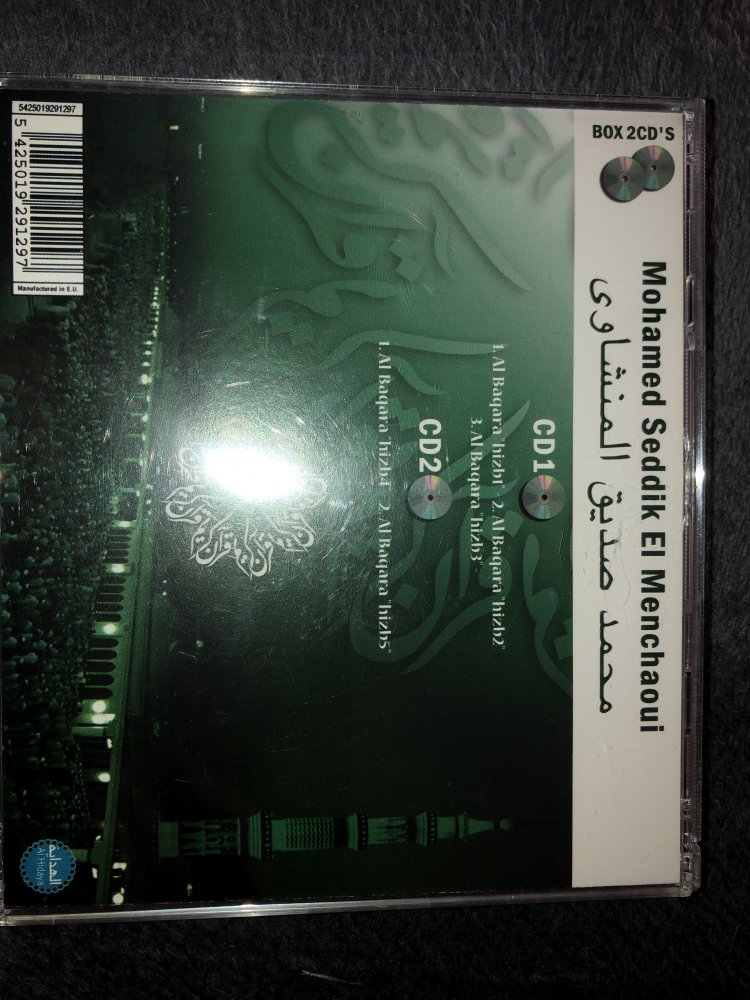 BOX 2CD'S
Mohamed Seddik El Menchaoui
محمد صديق المنشاوى
CD1
1. Al Baqara "hizb1" 2. Al Baqara "hizb2"
3. Al Baqara "hizb3"
CD2
1. Al Baqara "hizb4" 2. Al Baqara "hizb5"
5425019291297
5 425019 291297
Manufactured in E.U.
الهداية
Al Hidaya